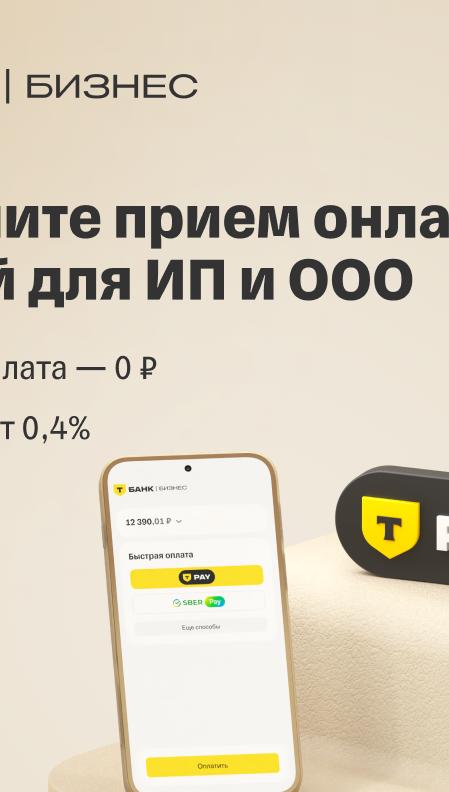 | БИЗНЕС
ите прием онла
й для ИП и ООО
лата — 0 ₽
т 0,4%
Т БАНК | БИЗНЕС
12 390,01 ₽
Быстрая оплата
Т PAY
SBER Pay
Еще способы
Оплатить
Т